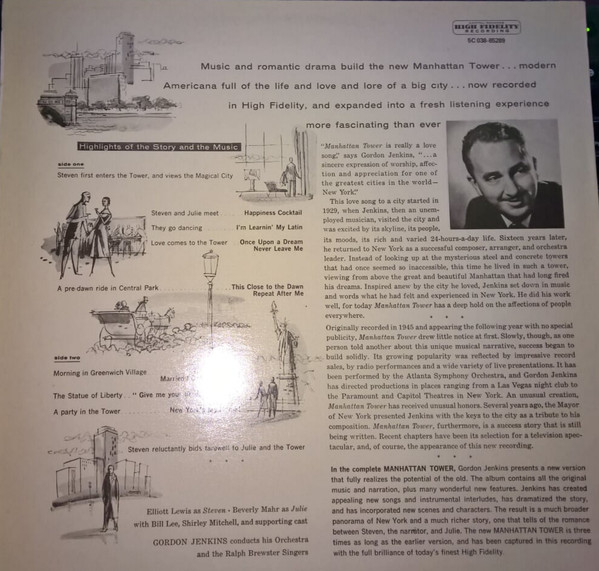 HIGH FIDELITY
RECORDING
SC 038-85289
Music and romantic drama build the new Manhattan Tower . . . modern
Americana full of the life and love and lore of a big city . . . now recorded
in High Fidelity, and expanded into a fresh listening experience
more fascinating than ever
Highlights of the Story and the Music
side one
Steven first enters the Tower, and views the Magical City
Steven and Julie meet . . . . Happiness Cocktail
They go dancing . . . . I'm Learnin' My Latin
Love comes to the Tower Once Upon a Dream
Never Leave Me
A pre-dawn ride in Central Park . . . . This Close to the Dawn
Repeat After Me
side two
Morning in Greenwich Village
Married I
The Statue of Liberty . . "Give me your
A party in the Tower New York's
Steven reluctantly bids farewell to Julie and the Tower
Elliott Lewis as Steven - Beverly Mahr as Julie
with Bill Lee, Shirley Mitchell, and supporting cast
GORDON JENKINS conducts his Orchestra
and the Ralph Brewster Singers
"Manhattan Tower is really a love
song," says Gordon Jenkins, ". . . a
sincere expression of worship, affec-
tion and appreciation for one of
the greatest cities in the world—
New York."
This love song to a city started in
1929, when Jenkins, then an unem-
ployed musician, visited the city and
was excited by its skyline, its people,
its moods, its rich and varied 24-hours-a-day life. Sixteen years later,
he returned to New York as a successful composer, arranger, and orchestra
leader. Instead of looking up at the mysterious steel and concrete towers
that had once seemed so inaccessible, this time he lived in such a tower,
viewing from above the great and beautiful Manhattan that had long fired
his dreams. Inspired anew by the city he loved, Jenkins set down in music
and words what he had felt and experienced in New York. He did his work
well, for today Manhattan Tower has a deep hold on the affections of people
everywhere.
* * *
Originally recorded in 1945 and appearing the following year with no special
publicity, Manhattan Tower drew little notice at first. Slowly, though, as one
person told another about this unique musical narrative, success began to
build solidly. Its growing popularity was reflected by impressive record
sales, by radio performances and a wide variety of live presentations. It has
been performed by the Atlanta Symphony Orchestra, and Gordon Jenkins
has directed productions in places ranging from a Las Vegas night club to
the Paramount and Capitol Theatres in New York. An unusual creation,
Manhattan Tower has received unusual honors. Several years ago, the Mayor
of New York presented Jenkins with the keys to the city as a tribute to his
composition. Manhattan Tower, furthermore, is a success story that is still
being written. Recent chapters have been its selection for a television spec-
tacular, and, of course, the appearance of this new recording.
* * *
In the complete MANHATTAN TOWER, Gordon Jenkins presents a new version
that fully realizes the potential of the old. The album contains all the original
music and narration, plus many wonderful new features. Jenkins has created
appealing new songs and instrumental interludes, has dramatized the story,
and has incorporated new scenes and characters. The result is a much broader
panorama of New York and a much richer story, one that tells of the romance
between Steven, the narrator, and Julie. The new MANHATTAN TOWER is three
times as long as the earlier version, and has been captured in this recording
with the full brilliance of today's finest High Fidelity.